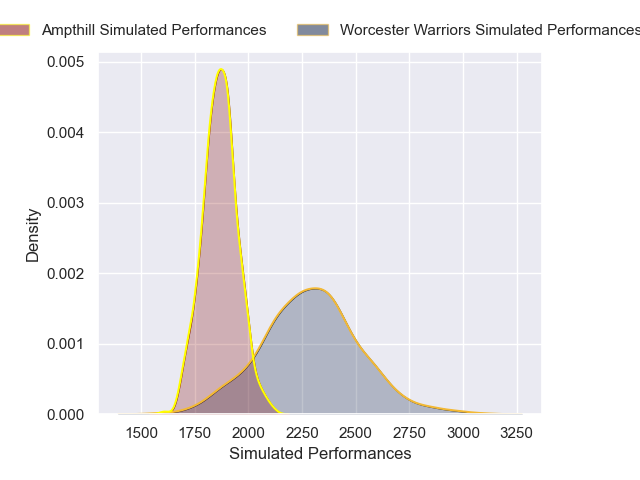 Ampthill Simulated Performances Worcester Warriors Simulated Performances
0.005
0.004
0.003
0.002
0.001
0.000
Density
1500 1750 2000 2250 2500 2750 3000 3250
Simulated Performances